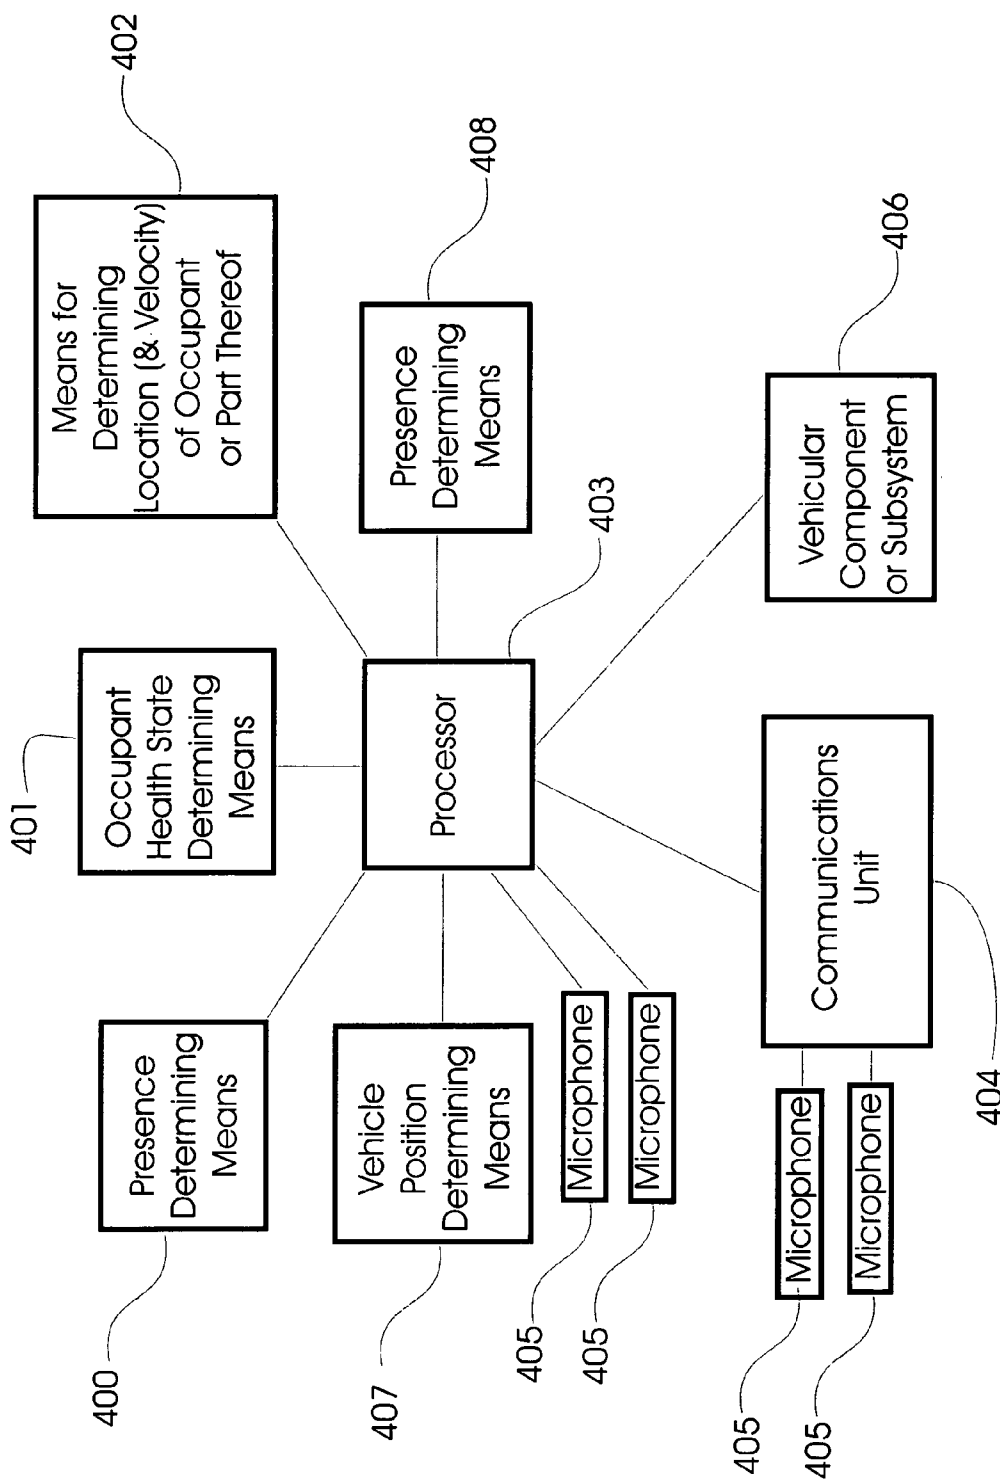 400
Presence
Determining
Means
401
Occupant
Health State
Determining
Means
402
Means for
Determining
Location (& Velocity)
of Occupant
or Part Thereof
407
Vehicle
Position
Determining
Means
Processor
403
Presence
Determining
Means
408
405
Microphone
405
Microphone
405
Microphone
405
Microphone
Communications
Unit
404
Vehicular
Component
or Subsystem
406